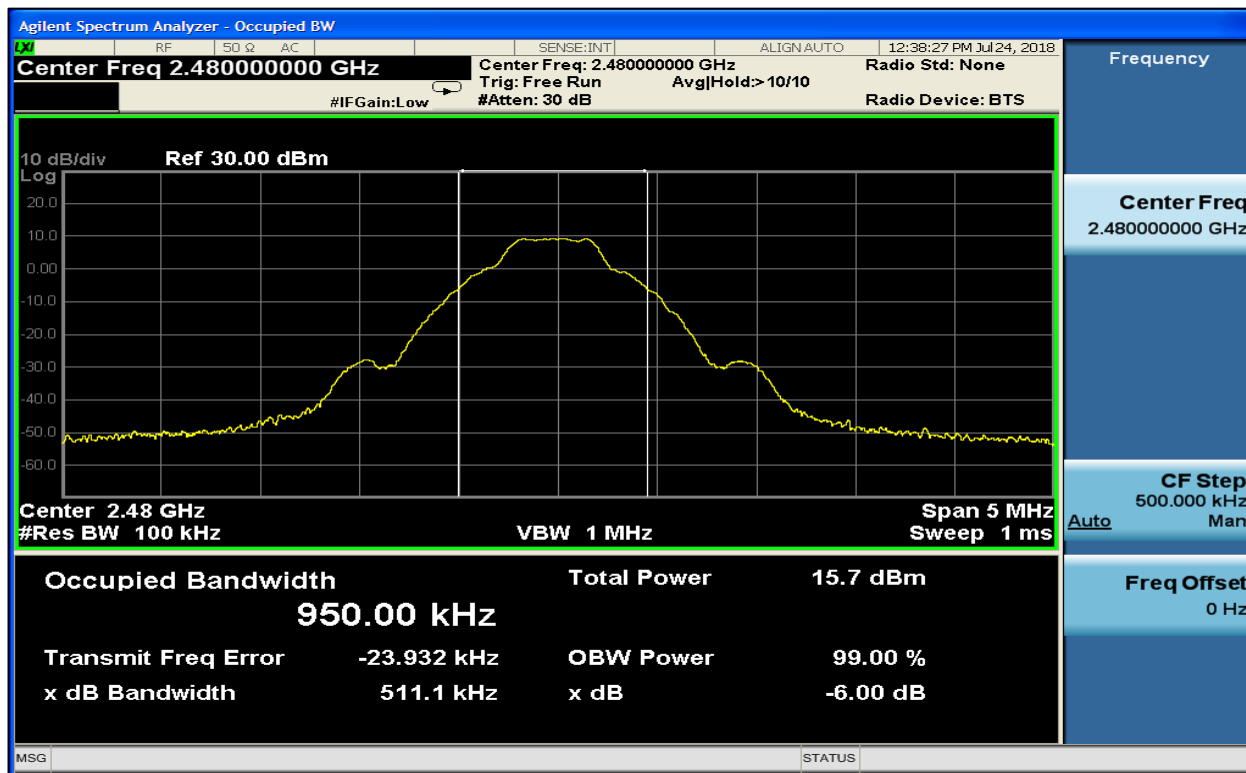 Agilent Spectrum Analyzer - Occupied BW
LXI RF 50 Ω AC SENSE:INT ALIGN AUTO 12:38:27 PM Jul 24, 2018
Center Freq 2.480000000 GHz
Center Freq: 2.480000000 GHz Radio Std: None
Trig: Free Run Avg|Hold:> 10/10
#IFGain:Low #Atten: 30 dB Radio Device: BTS
10 dB/div Ref 30.00 dBm
Log
20.0
10.0
0.00
-10.0
-20.0
-30.0
-40.0
-50.0
-60.0
Center 2.48 GHz Span 5 MHz
#Res BW 100 kHz VBW 1 MHz Sweep 1 ms
Occupied Bandwidth Total Power 15.7 dBm
950.00 kHz
Transmit Freq Error -23.932 kHz OBW Power 99.00 %
x dB Bandwidth 511.1 kHz x dB -6.00 dB
MSG STATUS
Frequency
Center Freq
2.480000000 GHz
CF Step
500.000 kHz
Auto Man
Freq Offset
0 Hz